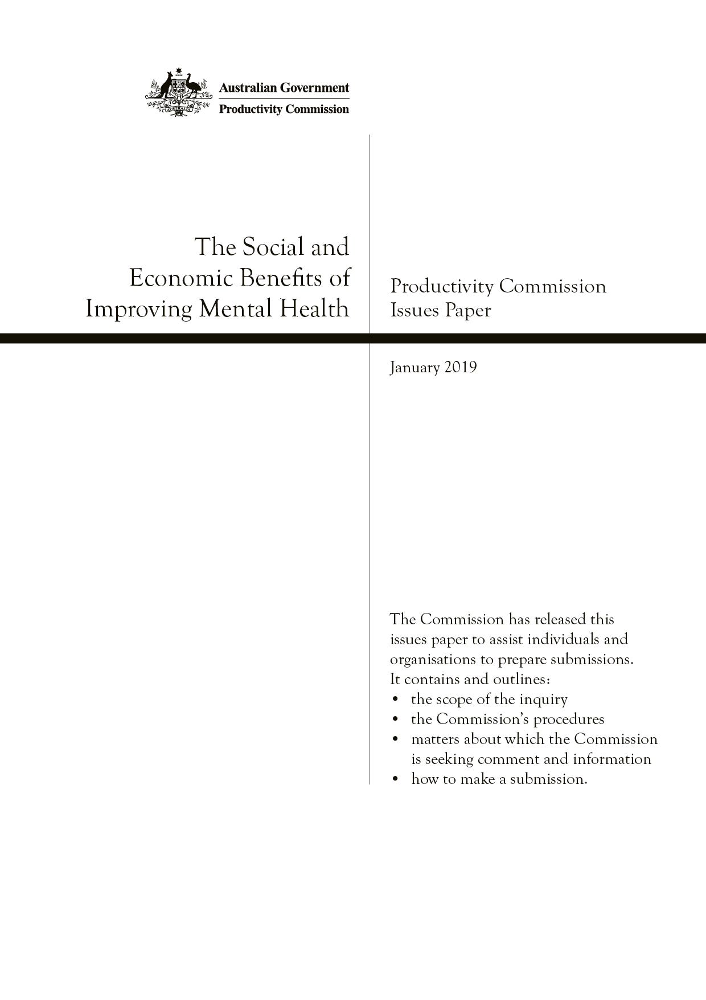 AUSTRALIA
Australian Government
Productivity Commission
The Social and
Economic Benefits of
Improving Mental Health
Productivity Commission
Issues Paper
January 2019
The Commission has released this
issues paper to assist individuals and
organisations to prepare submissions.
It contains and outlines:
• the scope of the inquiry
• the Commission’s procedures
• matters about which the Commission
is seeking comment and information
• how to make a submission.